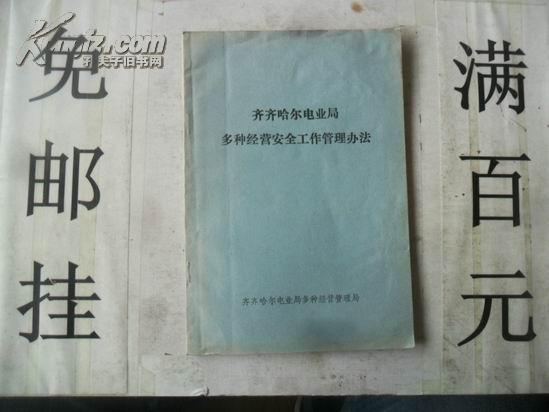 Kfz.com
孔夫子旧书网
免邮挂
齐齐哈尔电业局
多种经营安全工作管理办法
齐齐哈尔电业局多种经营管理局
满百元